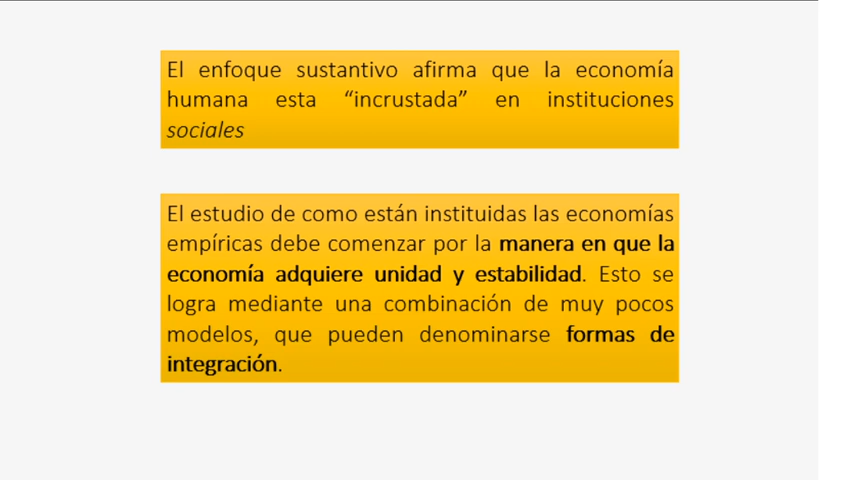 El enfoque sustantivo afirma que la economía
humana esta “incrustada” en instituciones
sociales
El estudio de como están instituidas las economías
empíricas debe comenzar por la manera en que la
economía adquiere unidad y estabilidad. Esto se
logra mediante una combinación de muy pocos
modelos, que pueden denominarse formas de
integración.